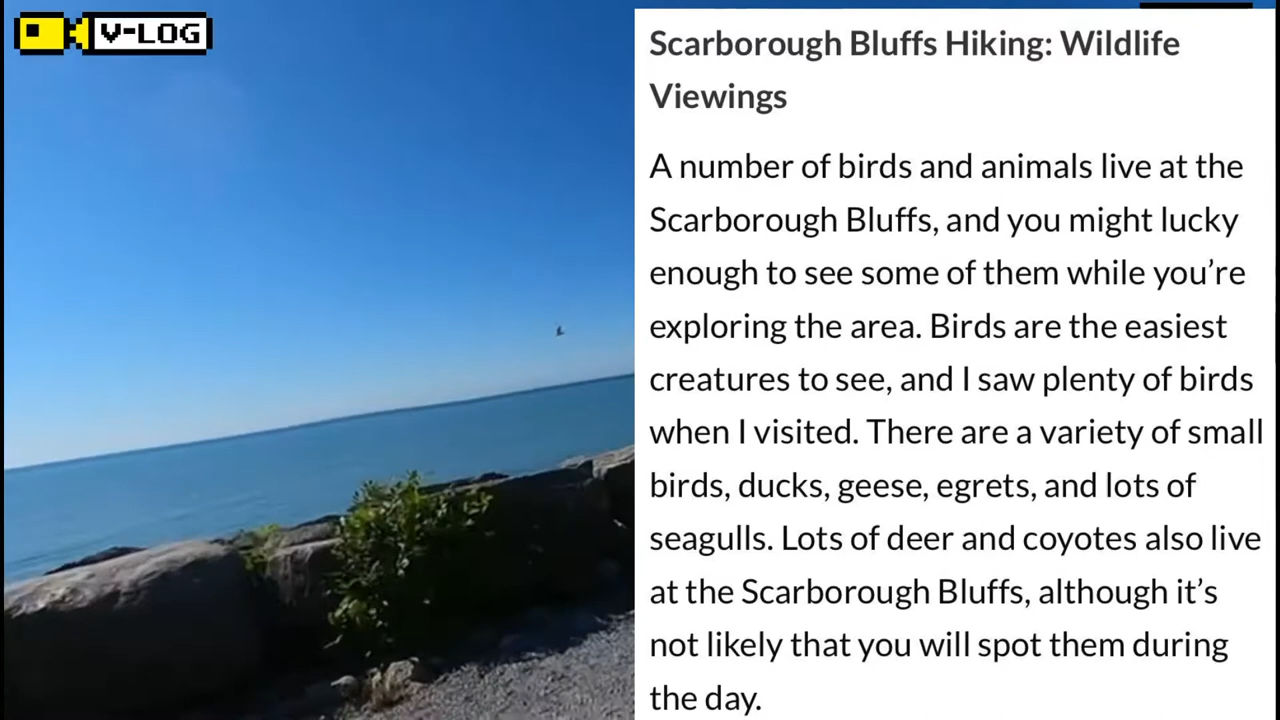 V-LOG
Scarborough Bluffs Hiking: Wildlife
Viewings
A number of birds and animals live at the
Scarborough Bluffs, and you might lucky
enough to see some of them while you’re
exploring the area. Birds are the easiest
creatures to see, and I saw plenty of birds
when I visited. There are a variety of small
birds, ducks, geese, egrets, and lots of
seagulls. Lots of deer and coyotes also live
at the Scarborough Bluffs, although it’s
not likely that you will spot them during
the day.